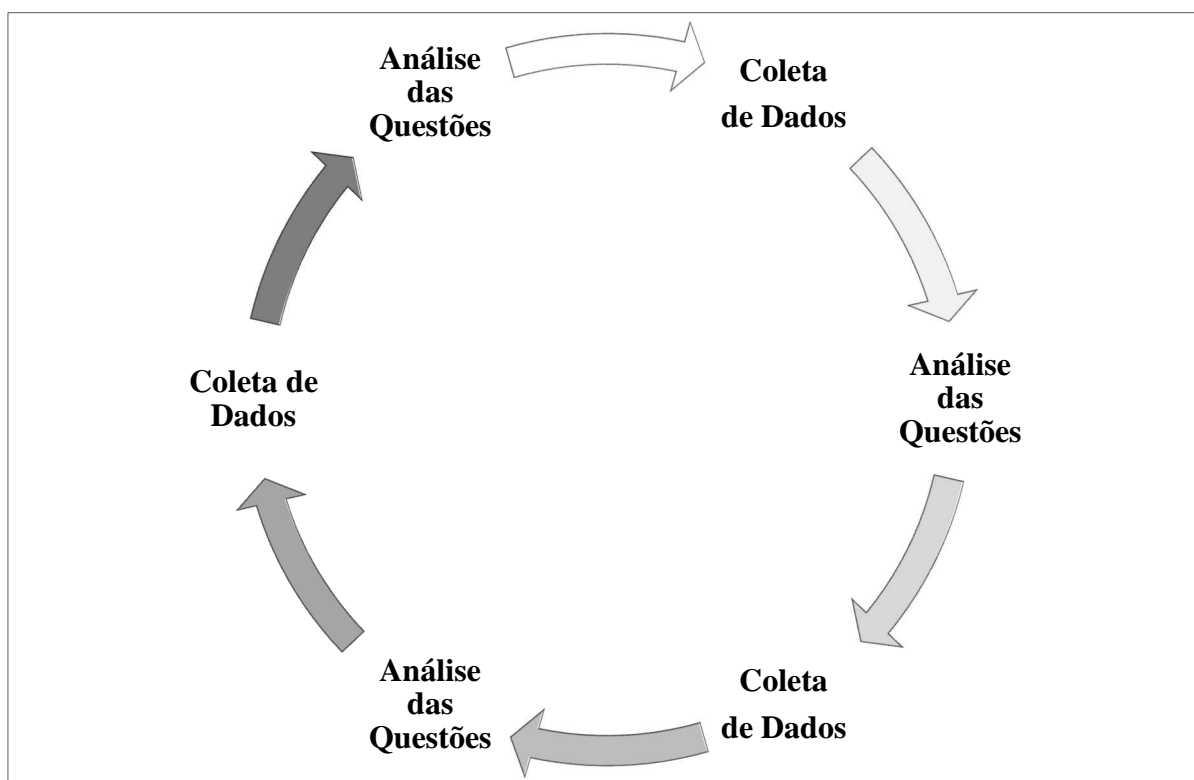 Análise
das
Questões
Coleta
de Dados
Análise
das
Questões
Coleta
de Dados
Análise
das
Questões
Coleta de
Dados